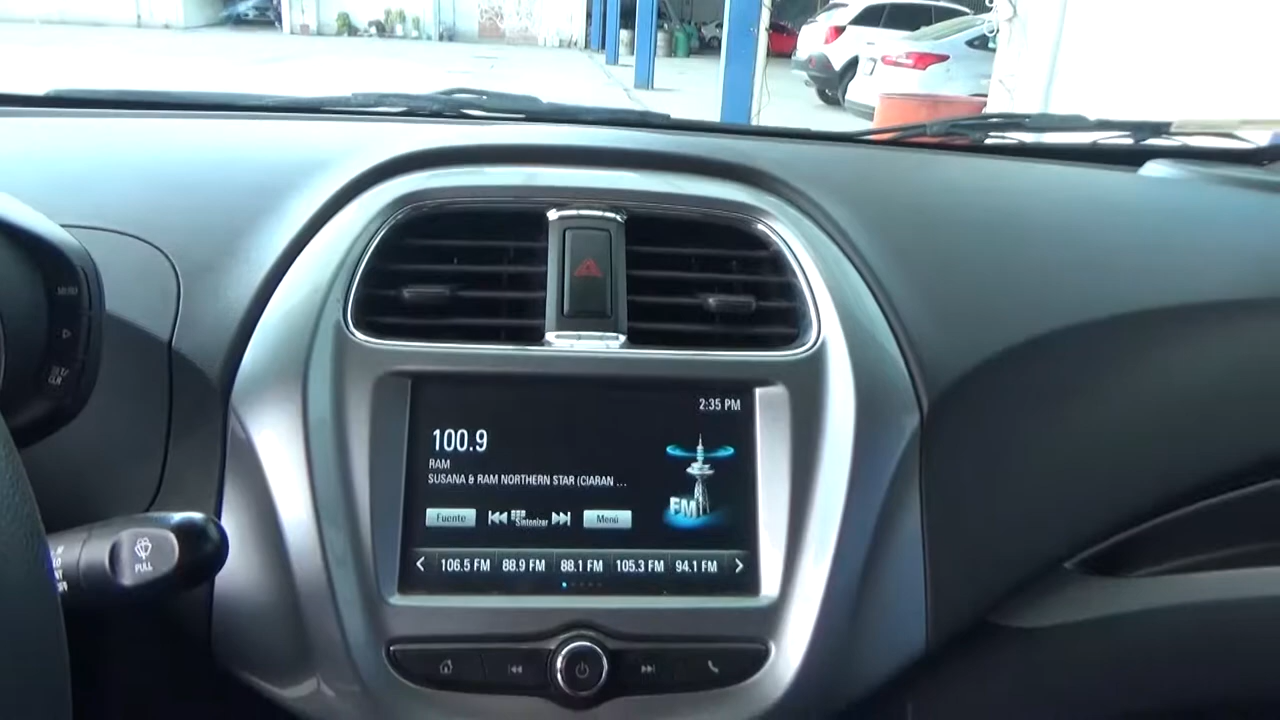 MENU
2:35 PM
100.9
RAM
SUSANA & RAM NORTHERN STAR (CIARAN ...
FM
Fuente
Sintonizar
Menú
106.5 FM 88.9 FM 88.1 FM 105.3 FM 94.1 FM
PULL